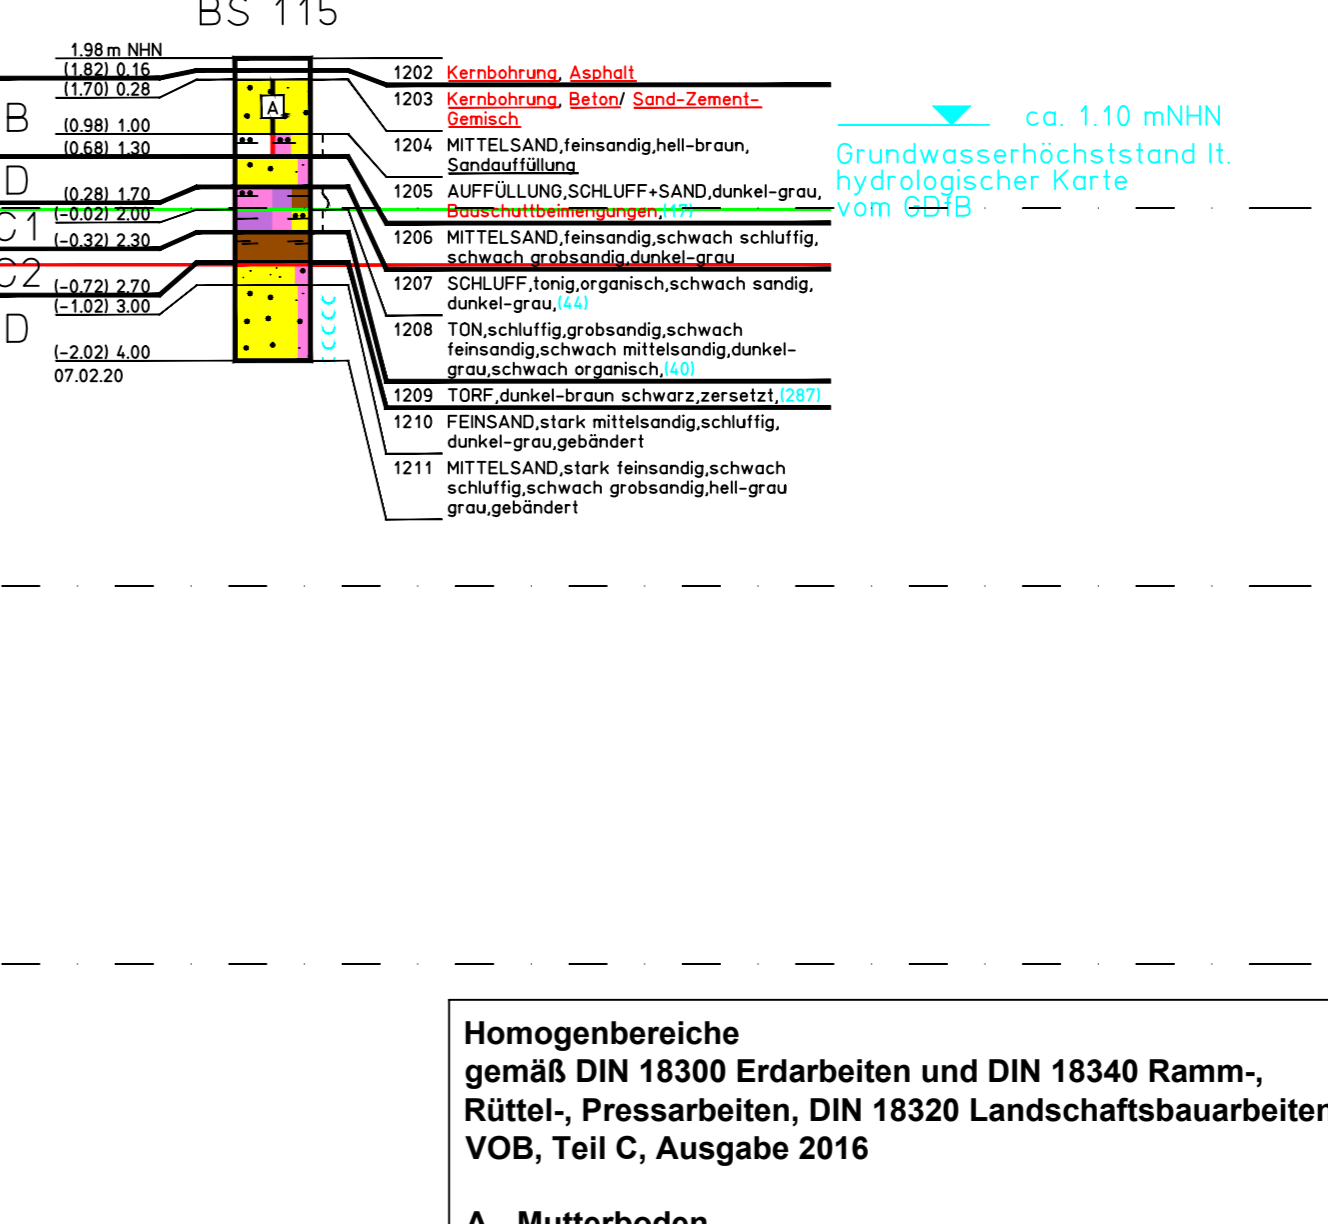 BS 115
1.98 m NHN
(1.82) 0.16
(1.70) 0.28
B
(0.98) 1.00
(0.68) 1.30
D
(0.28) 1.70
(-0.02) 2.00
C1
(-0.32) 2.30
C2
(-0.72) 2.70
(-1.02) 3.00
D
(-2.02) 4.00
07.02.20
A
1202 Kernbohrung, Asphalt
1203 Kernbohrung, Beton/ Sand-Zement-
Gemisch
1204 MITTELSAND,feinsandig,hell-braun,
Sandauffüllung
1205 AUFFÜLLUNG,SCHLUFF+SAND,dunkel-grau,
Bauschuttbeimengungen,(17)
1206 MITTELSAND,feinsandig,schwach schluffig,
schwach grobsandig,dunkel-grau
1207 SCHLUFF,tonig,organisch,schwach sandig,
dunkel-grau,(44)
1208 TON,schluffig,grobsandig,schwach
feinsandig,schwach mittelsandig,dunkel-
grau,schwach organisch,(40)
1209 TORF,dunkel-braun schwarz,zersetzt,(287)
1210 FEINSAND,stark mittelsandig,schluffig,
dunkel-grau,gebändert
1211 MITTELSAND,stark feinsandig,schwach
schluffig,schwach grobsandig,hell-grau
grau,gebändert
ca. 1.10 mNHN
Grundwasserhöchststand lt.
hydrologischer Karte
vom GDfB
Homogenbereiche
gemäß DIN 18300 Erdarbeiten und DIN 18340 Ramm-,
Rüttel-, Pressarbeiten, DIN 18320 Landschaftsbauarbeiten
VOB, Teil C, Ausgabe 2016
A Mutterboden